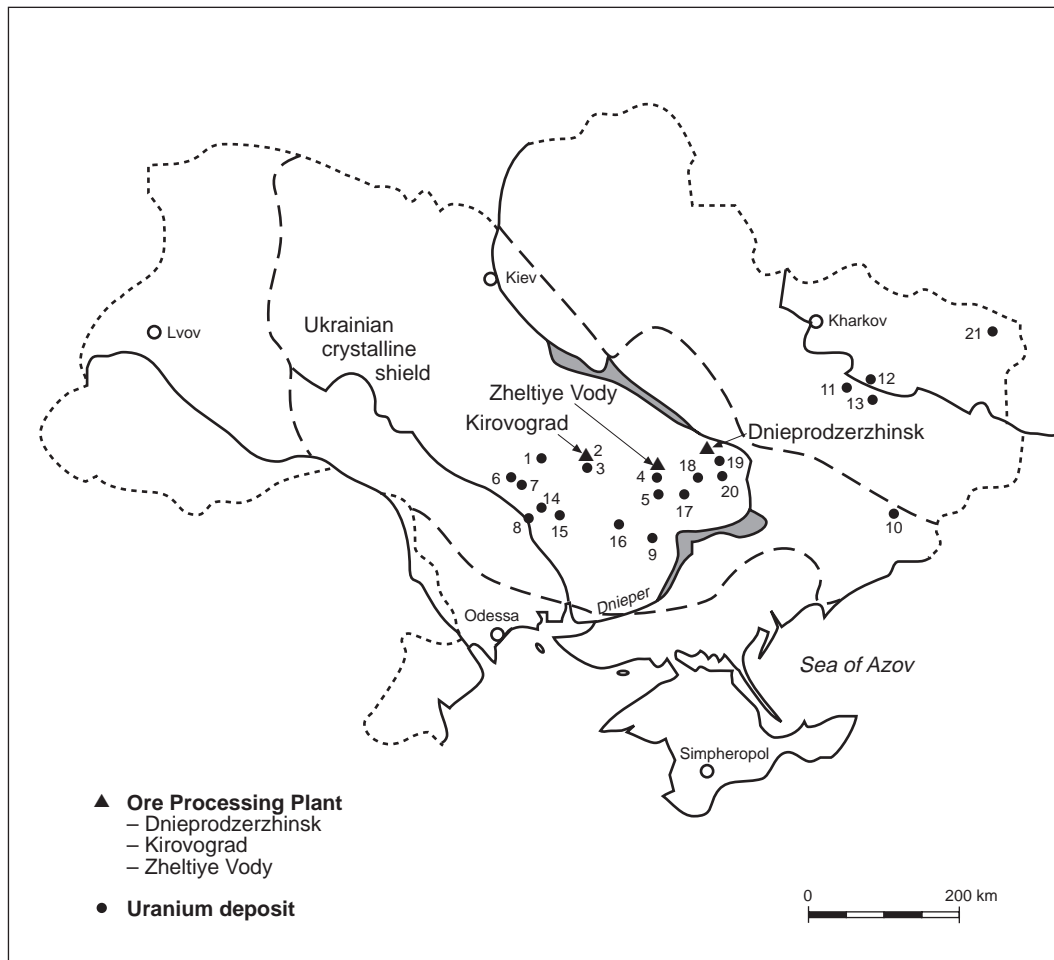 Kiev
Lvov
Kharkov
Ukrainian
crystalline
shield
21
12
11
13
Zheltiye Vody
Kirovograd
Dnieprodzerzhinsk
1
2
3
6
7
4
5
18
19
20
17
14
8
15
16
9
10
Dnieper
Odessa
Sea of Azov
Simpheropol
Ore Processing Plant
– Dnieprodzerzhinsk
– Kirovograd
– Zheltiye Vody
Uranium deposit
0 200 km